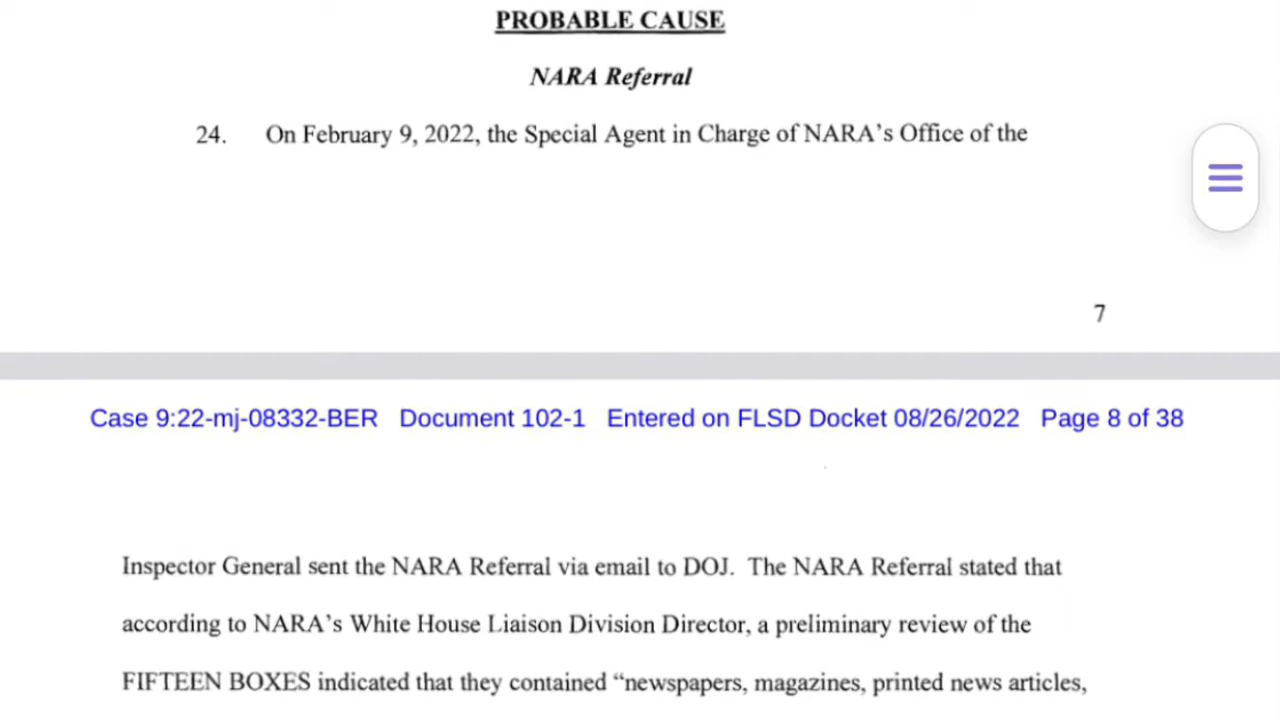 PROBABLE CAUSE
NARA Referral
24. On February 9, 2022, the Special Agent in Charge of NARA’s Office of the
7
Case 9:22-mj-08332-BER Document 102-1 Entered on FLSD Docket 08/26/2022 Page 8 of 38
Inspector General sent the NARA Referral via email to DOJ. The NARA Referral stated that
according to NARA’s White House Liaison Division Director, a preliminary review of the
FIFTEEN BOXES indicated that they contained “newspapers, magazines, printed news articles,